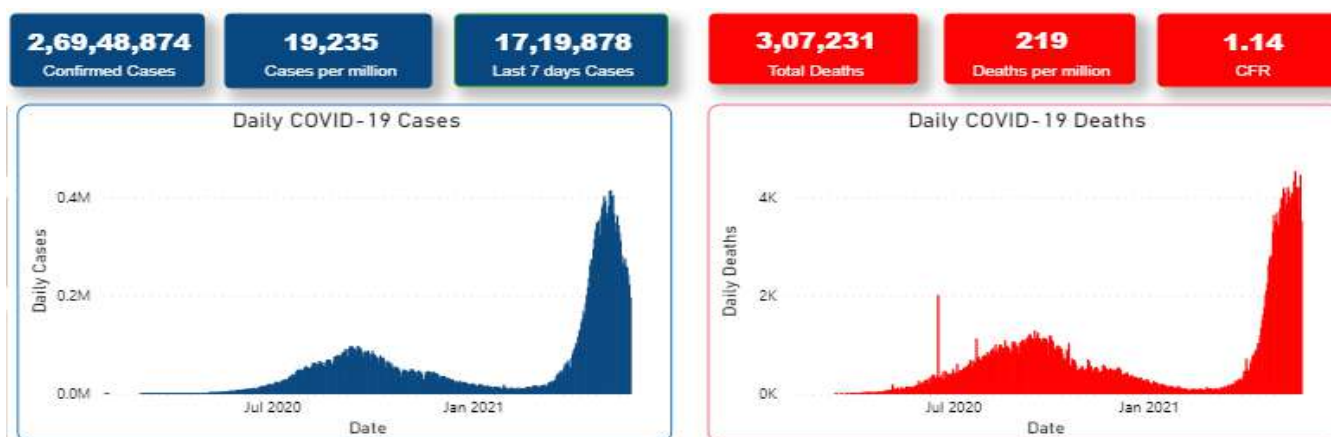 2,69,48,874
Confirmed Cases
19,235
Cases per million
17,19,878
Last 7 days Cases
3,07,231
Total Deaths
219
Deaths per million
1.14
CFR
Daily COVID-19 Cases
Daily Cases
0.4M
0.2M
0.0M
Jul 2020
Jan 2021
Date
Daily COVID-19 Deaths
Daily Deaths
4K
2K
0K
Jul 2020
Jan 2021
Date